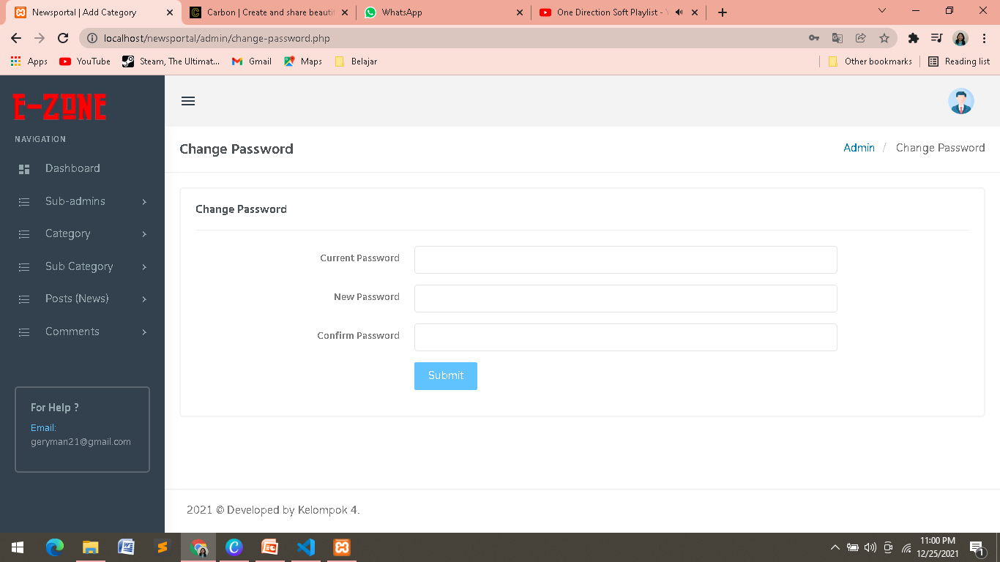 Newsportal | Add Category
Carbon | Create and share beautif
WhatsApp
One Direction Soft Playlist -
localhost/newsportal/admin/change-password.php
Apps
YouTube
Steam, The Ultimat...
Gmail
Maps
Belajar
Other bookmarks
Reading list
E-ZONE
NAVIGATION
Dashboard
Sub-admins
Category
Sub Category
Posts (News)
Comments
For Help ?
Email:
geryman21@gmail.com
Change Password
Admin / Change Password
Change Password
Current Password
New Password
Confirm Password
Submit
2021 © Developed by Kelompok 4.
11:00 PM
12/25/2021
1